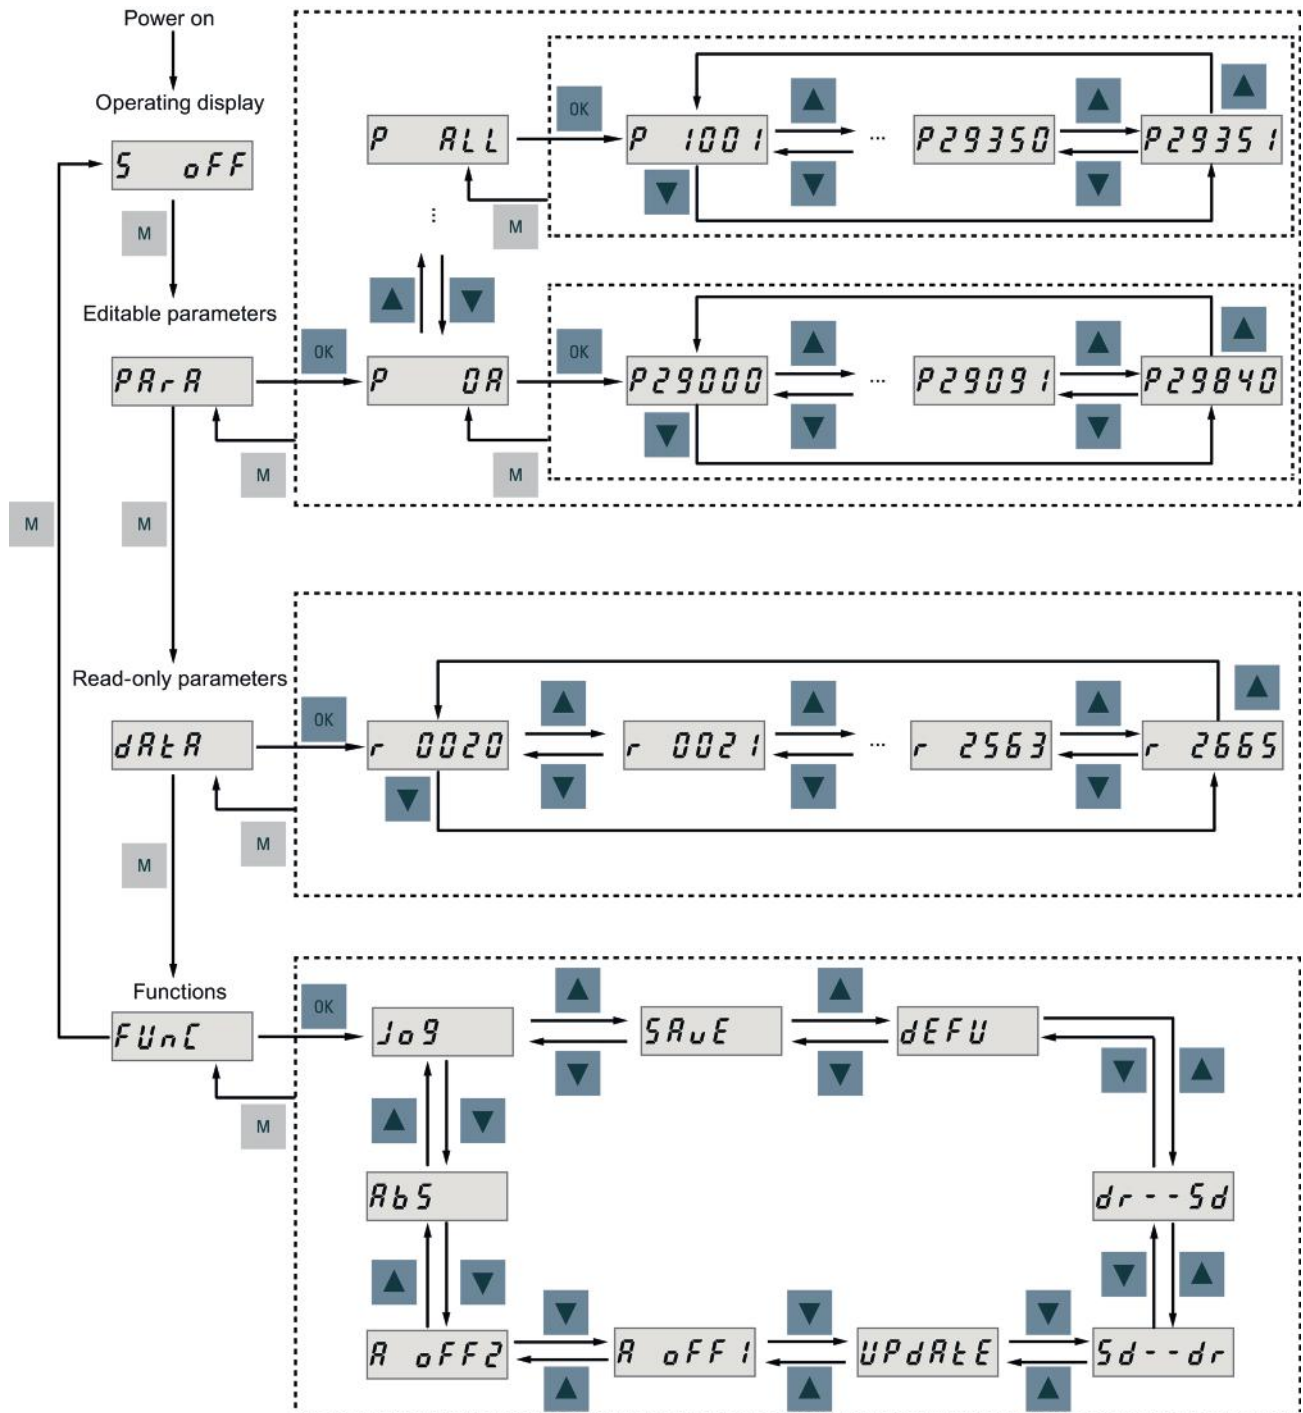 Power on
Operating display
S oFF
M
Editable parameters
PArA
OK
M
P ALL
OK
P 1001
...
P29350
P29351
M
...
P 0A
OK
P29000
...
P29091
P29840
M
M
M
Read-only parameters
dAtA
OK
r 0020
r 0021
...
r 2563
r 2665
M
M
Functions
FUnC
OK
Jog
SAvE
dEFU
M
AbS
dr--Sd
A oFF2
A oFF1
UPdAtE
Sd--dr